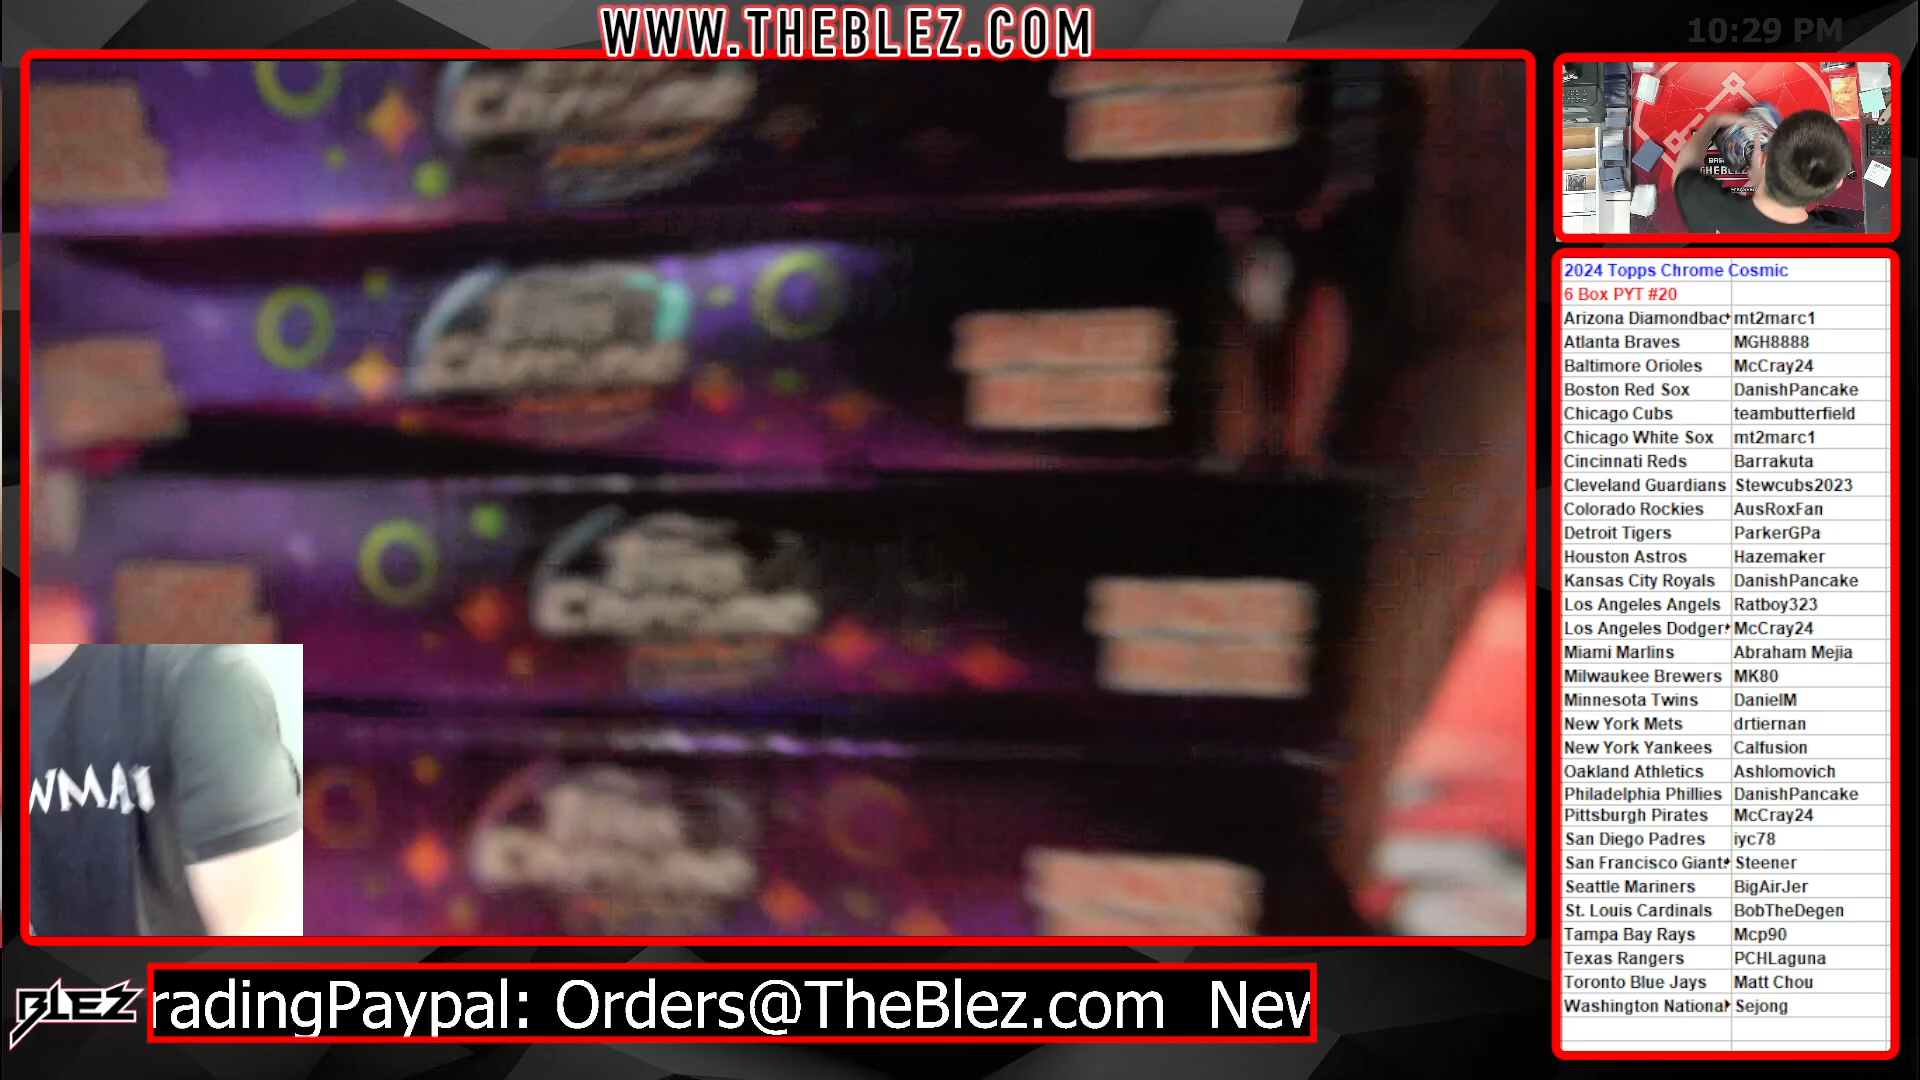 WWW.THEBLEZ.COM
10:29 PM
THEBLEZ
2024 Topps Chrome Cosmic
6 Box PYT #20
Arizona Diamondbac mt2marc1
Atlanta Braves MGH8888
Baltimore Orioles McCray24
Boston Red Sox DanishPancake
Chicago Cubs teambutterfield
Chicago White Sox mt2marc1
Cincinnati Reds Barrakuta
Cleveland Guardians Stewcubs2023
Colorado Rockies AusRoxFan
Detroit Tigers ParkerGPa
Houston Astros Hazemaker
Kansas City Royals DanishPancake
Los Angeles Angels Ratboy323
Los Angeles Dodger McCray24
Miami Marlins Abraham Mejia
Milwaukee Brewers MK80
Minnesota Twins DanielM
New York Mets drtiernan
New York Yankees Calfusion
Oakland Athletics Ashlomovich
Philadelphia Phillies DanishPancake
Pittsburgh Pirates McCray24
San Diego Padres iyc78
San Francisco Giant Steener
Seattle Mariners BigAirJer
St. Louis Cardinals BobTheDegen
Tampa Bay Rays Mcp90
Texas Rangers PCHLaguna
Toronto Blue Jays Matt Chou
Washington National Sejong
Chrome
Chrome
Chrome
Chrome
BLEZ
radingPaypal: Orders@TheBlez.com New